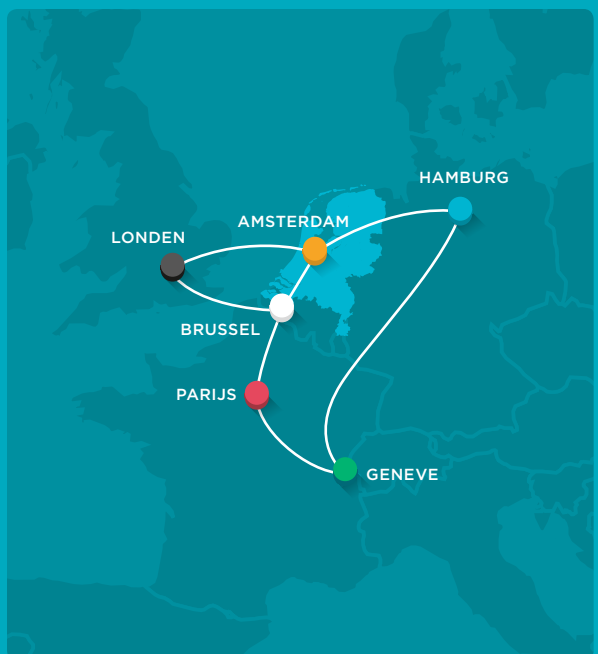 HAMBURG
AMSTERDAM
LONDEN
BRUSSEL
PARIJS
GENEVE